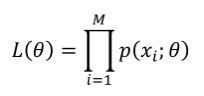 L(θ) = ∏_{i=1}^{M} p(x_i; θ)